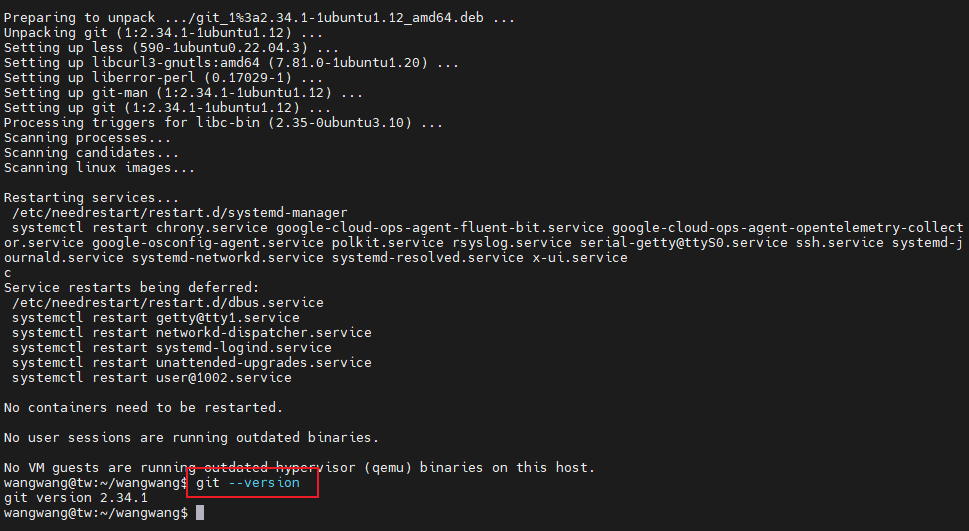 Preparing to unpack .../git_1%3a2.34.1-1ubuntu1.12_amd64.deb ...
Unpacking git (1:2.34.1-1ubuntu1.12) ...
Setting up less (590-1ubuntu0.22.04.3) ...
Setting up libcurl3-gnutls:amd64 (7.81.0-1ubuntu1.20) ...
Setting up liberror-perl (0.17029-1) ...
Setting up git-man (1:2.34.1-1ubuntu1.12) ...
Setting up git (1:2.34.1-1ubuntu1.12) ...
Processing triggers for libc-bin (2.35-0ubuntu3.10) ...
Scanning processes...
Scanning candidates...
Scanning linux images...
Restarting services...
 /etc/needrestart/restart.d/systemd-manager
 systemctl restart chrony.service google-cloud-ops-agent-fluent-bit.service google-cloud-ops-agent-opentelemetry-collect
or.service google-osconfig-agent.service polkit.service rsyslog.service serial-getty@ttyS0.service ssh.service systemd-j
ournald.service systemd-networkd.service systemd-resolved.service x-ui.service
c
Service restarts being deferred:
 /etc/needrestart/restart.d/dbus.service
 systemctl restart getty@tty1.service
 systemctl restart networkd-dispatcher.service
 systemctl restart systemd-logind.service
 systemctl restart unattended-upgrades.service
 systemctl restart user@1002.service
No containers need to be restarted.
No user sessions are running outdated binaries.
No VM guests are running outdated hypervisor (qemu) binaries on this host.
wangwang@tw:~/wangwang$ git --version
git version 2.34.1
wangwang@tw:~/wangwang$